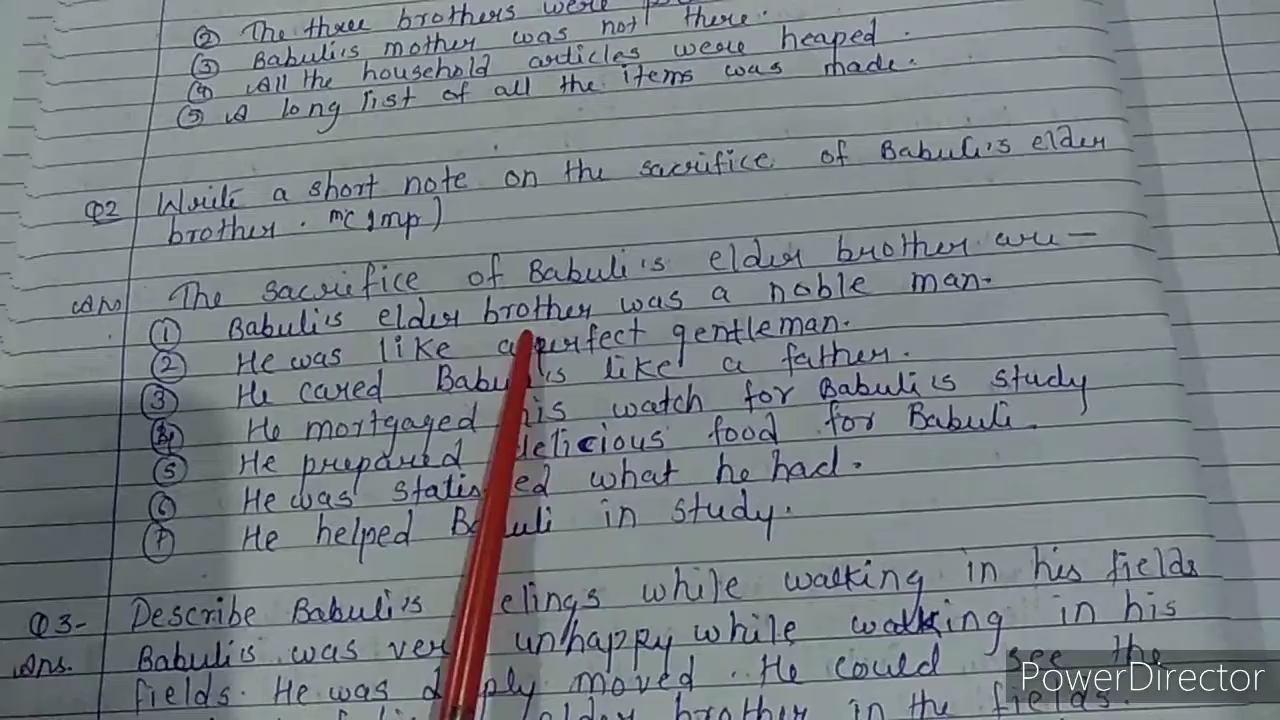 ② The three brothers were
③ Babuli's mother was not there.
④ All the household articles were heaped.
⑤ A long list of all the items was made.
Q2 Write a short note on the sacrifice of Babuli's elder
brother.
Ans The sacrifice of Babuli's elder brother are-
① Babuli's elder brother was a noble man.
② He was like a perfect gentleman.
③ He cared Babuli's like a father.
④ He mortgaged his watch for Babuli's study
⑤ He prepared delicious food for Babuli.
⑥ He was statisfied what he had.
⑦ He helped Babuli in study.
Q3- Describe Babuli's feelings while walking in his fields
Ans. Babuli's was very unhappy while walking in his
fields. He was deeply moved. He could see the
elder brother in the fields.
PowerDirector